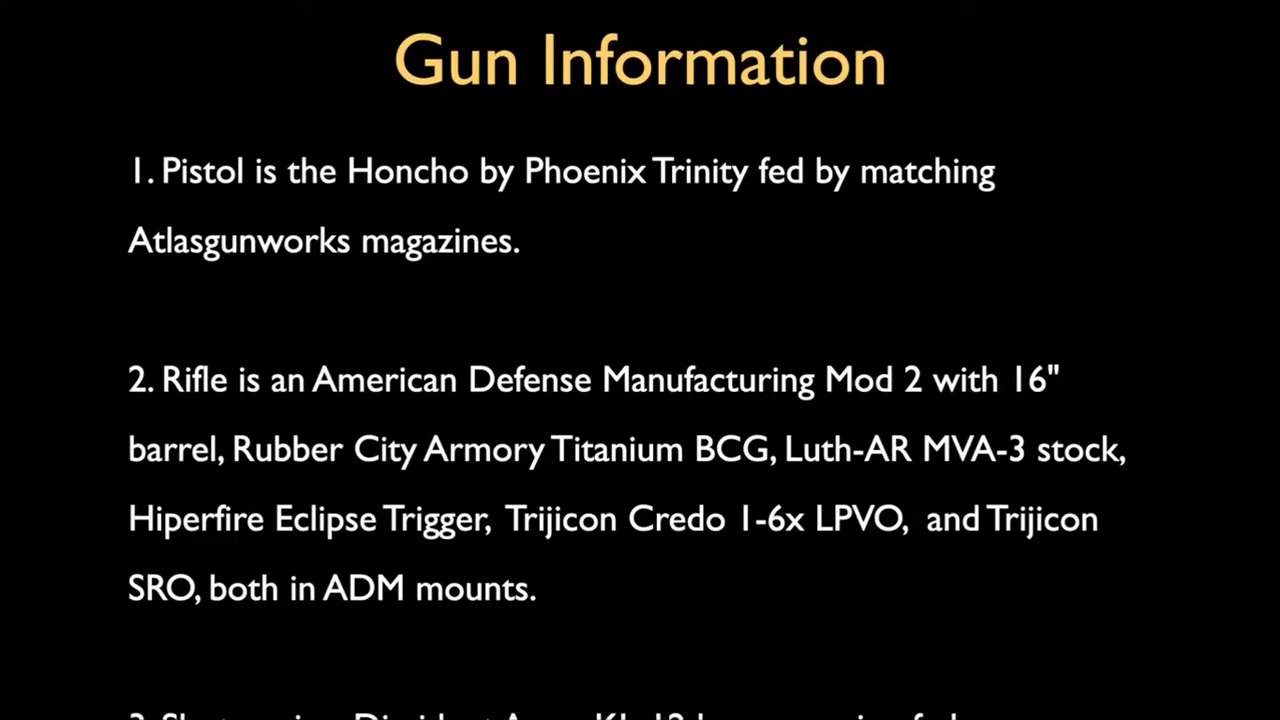 Gun Information
1. Pistol is the Honcho by Phoenix Trinity fed by matching
Atlasgunworks magazines.
2. Rifle is an American Defense Manufacturing Mod 2 with 16"
barrel, Rubber City Armory Titanium BCG, Luth-AR MVA-3 stock,
Hiperfire Eclipse Trigger, Trijicon Credo 1-6x LPVO, and Trijicon
SRO, both in ADM mounts.